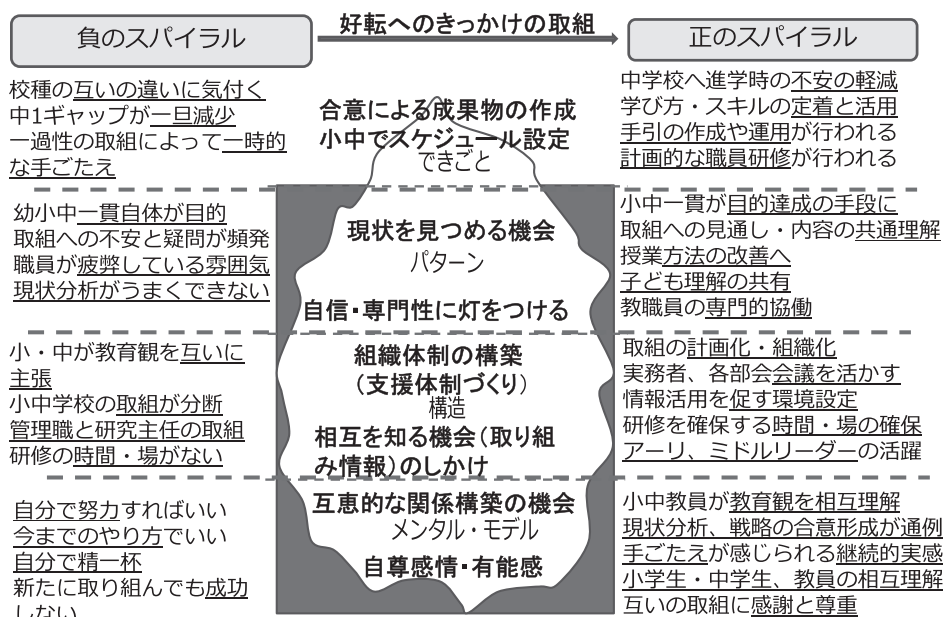 負のスパイラル
好転へのきっかけの取組
正のスパイラル
校種の互いの違いに気付く
中1ギャップが一旦減少
一過性の取組によって一時的
な手ごたえ
合意による成果物の作成
小中でスケジュール設定
できごと
中学校へ進学時の不安の軽減
学び方・スキルの定着と活用
手引の作成や運用が行われる
計画的な職員研修が行われる
幼小中一貫自体が目的
取組への不安と疑問が頻発
職員が疲弊している雰囲気
現状分析がうまくできない
現状を見つめる機会
パターン
自信・専門性に灯をつける
小中一貫が目的達成の手段に
取組への見通し・内容の共通理解
授業方法の改善へ
子ども理解の共有
教職員の専門的協働
小・中が教育観を互いに
主張
小中学校の取組が分断
管理職と研究主任の取組
研修の時間・場がない
組織体制の構築
(支援体制づくり)
構造
相互を知る機会(取り組
み情報)のしかけ
取組の計画化・組織化
実務者、各部会会議を活かす
情報活用を促す環境設定
研修を確保する時間・場の確保
アーリ、ミドルリーダーの活躍
自分で努力すればいい
今までのやり方でいい
自分で精一杯
新たに取り組んでも成功
しない
互恵的な関係構築の機会
メンタル・モデル
自尊感情・有能感
小中教員が教育観を相互理解
現状分析、戦略の合意形成が通例
手ごたえが感じられる継続的実感
小学生・中学生、教員の相互理解
互いの取組に感謝と尊重